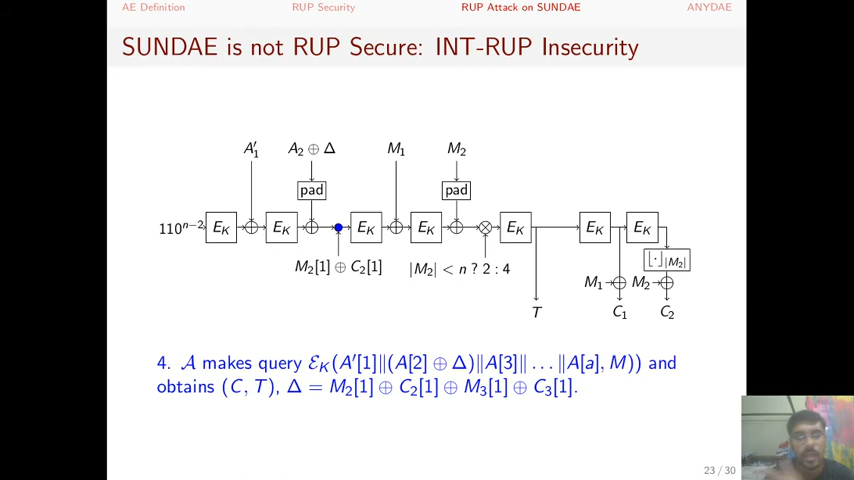 AE Definition RUP Security RUP Attack on SUNDAE ANYDAE
SUNDAE is not RUP Secure: INT-RUP Insecurity
A′₁ A₂ ⊕ Δ M₁ M₂
pad pad
110ⁿ⁻² E_K E_K E_K E_K E_K E_K E_K
M₂[1] ⊕ C₂[1] |M₂| < n ? 2 : 4 ⌊·⌋|M₂|
M₁ M₂
T C₁ C₂
4. 𝒜 makes query ℰ_K(A′[1]‖(A[2] ⊕ Δ)‖A[3]‖ … ‖A[a], M)) and
obtains (C, T), Δ = M₂[1] ⊕ C₂[1] ⊕ M₃[1] ⊕ C₃[1].
23 / 30